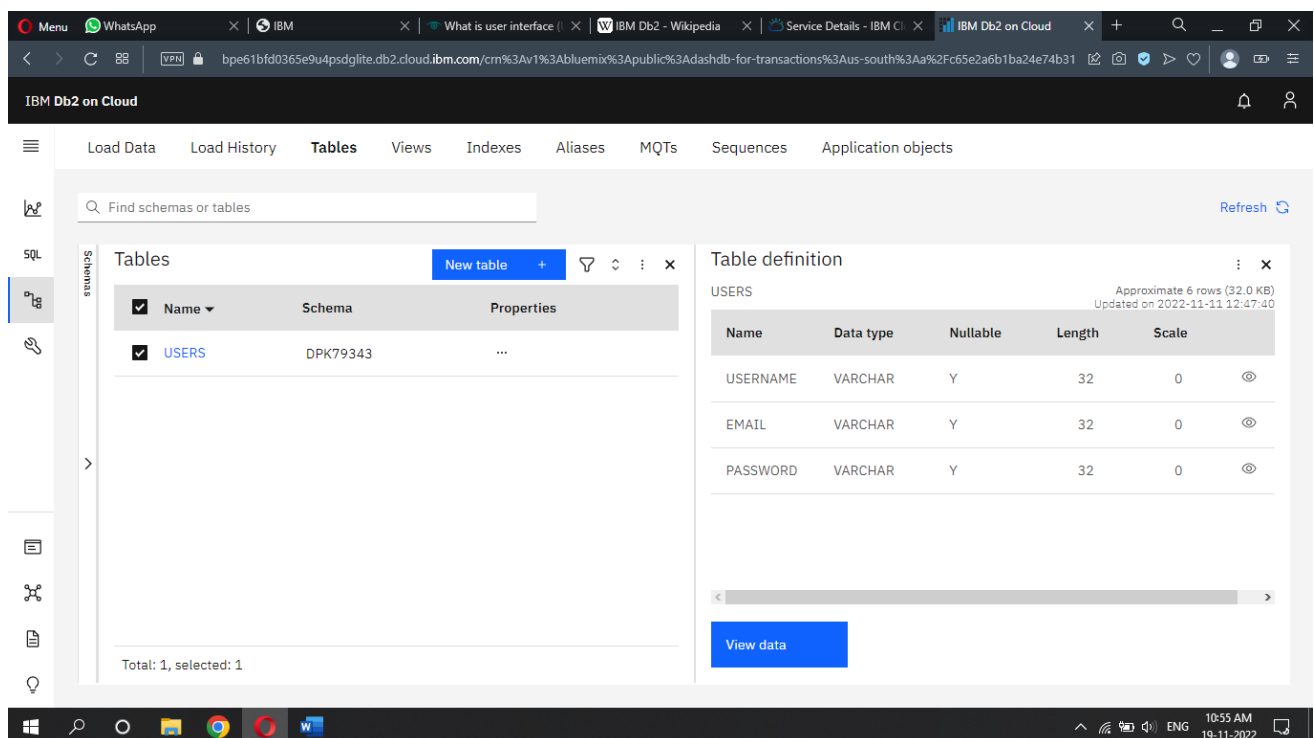 Menu WhatsApp IBM What is user interface ( IBM Db2 - Wikipedia Service Details - IBM Cl IBM Db2 on Cloud
VPN bpe61bfd0365e9u4psdglite.db2.cloud.ibm.com/crn%3Av1%3Abluemix%3Apublic%3Adashdb-for-transactions%3Aus-south%3Aa%2Fc65e2a6b1ba24e74b31
IBM Db2 on Cloud
Load Data Load History Tables Views Indexes Aliases MQTs Sequences Application objects
Find schemas or tables Refresh
SQL
Schemas
Tables New table +
Name Schema Properties
USERS DPK79343 ...
Total: 1, selected: 1
Table definition
USERS Approximate 6 rows (32.0 KB)
Updated on 2022-11-11 12:47:40
Name Data type Nullable Length Scale
USERNAME VARCHAR Y 32 0
EMAIL VARCHAR Y 32 0
PASSWORD VARCHAR Y 32 0
View data
ENG 10:55 AM
19-11-2022